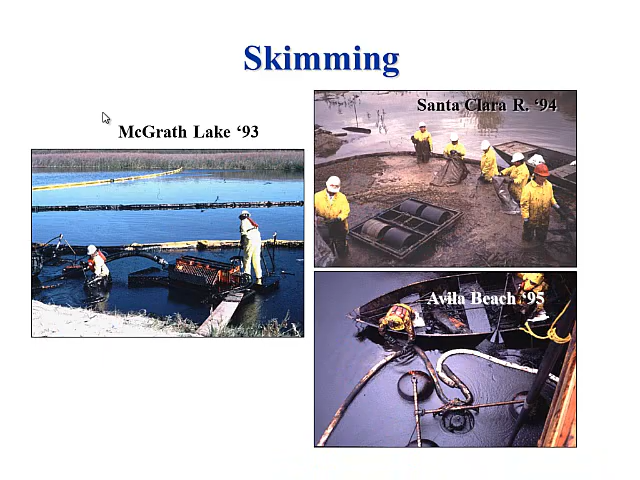 Skimming
McGrath Lake ‘93
Santa Clara R. ‘94
Avila Beach ‘95